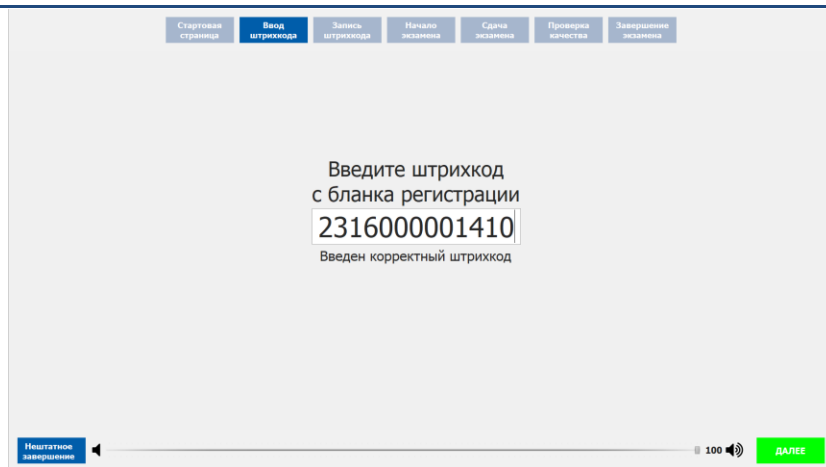 Стартовая страница
Ввод штрихкода
Запись штрихкода
Начало экзамена
Сдача экзамена
Проверка качества
Завершение экзамена
Введите штрихкод
с бланка регистрации
2316000001410
Введен корректный штрихкод
Нештатное завершение
100
ДАЛЕЕ